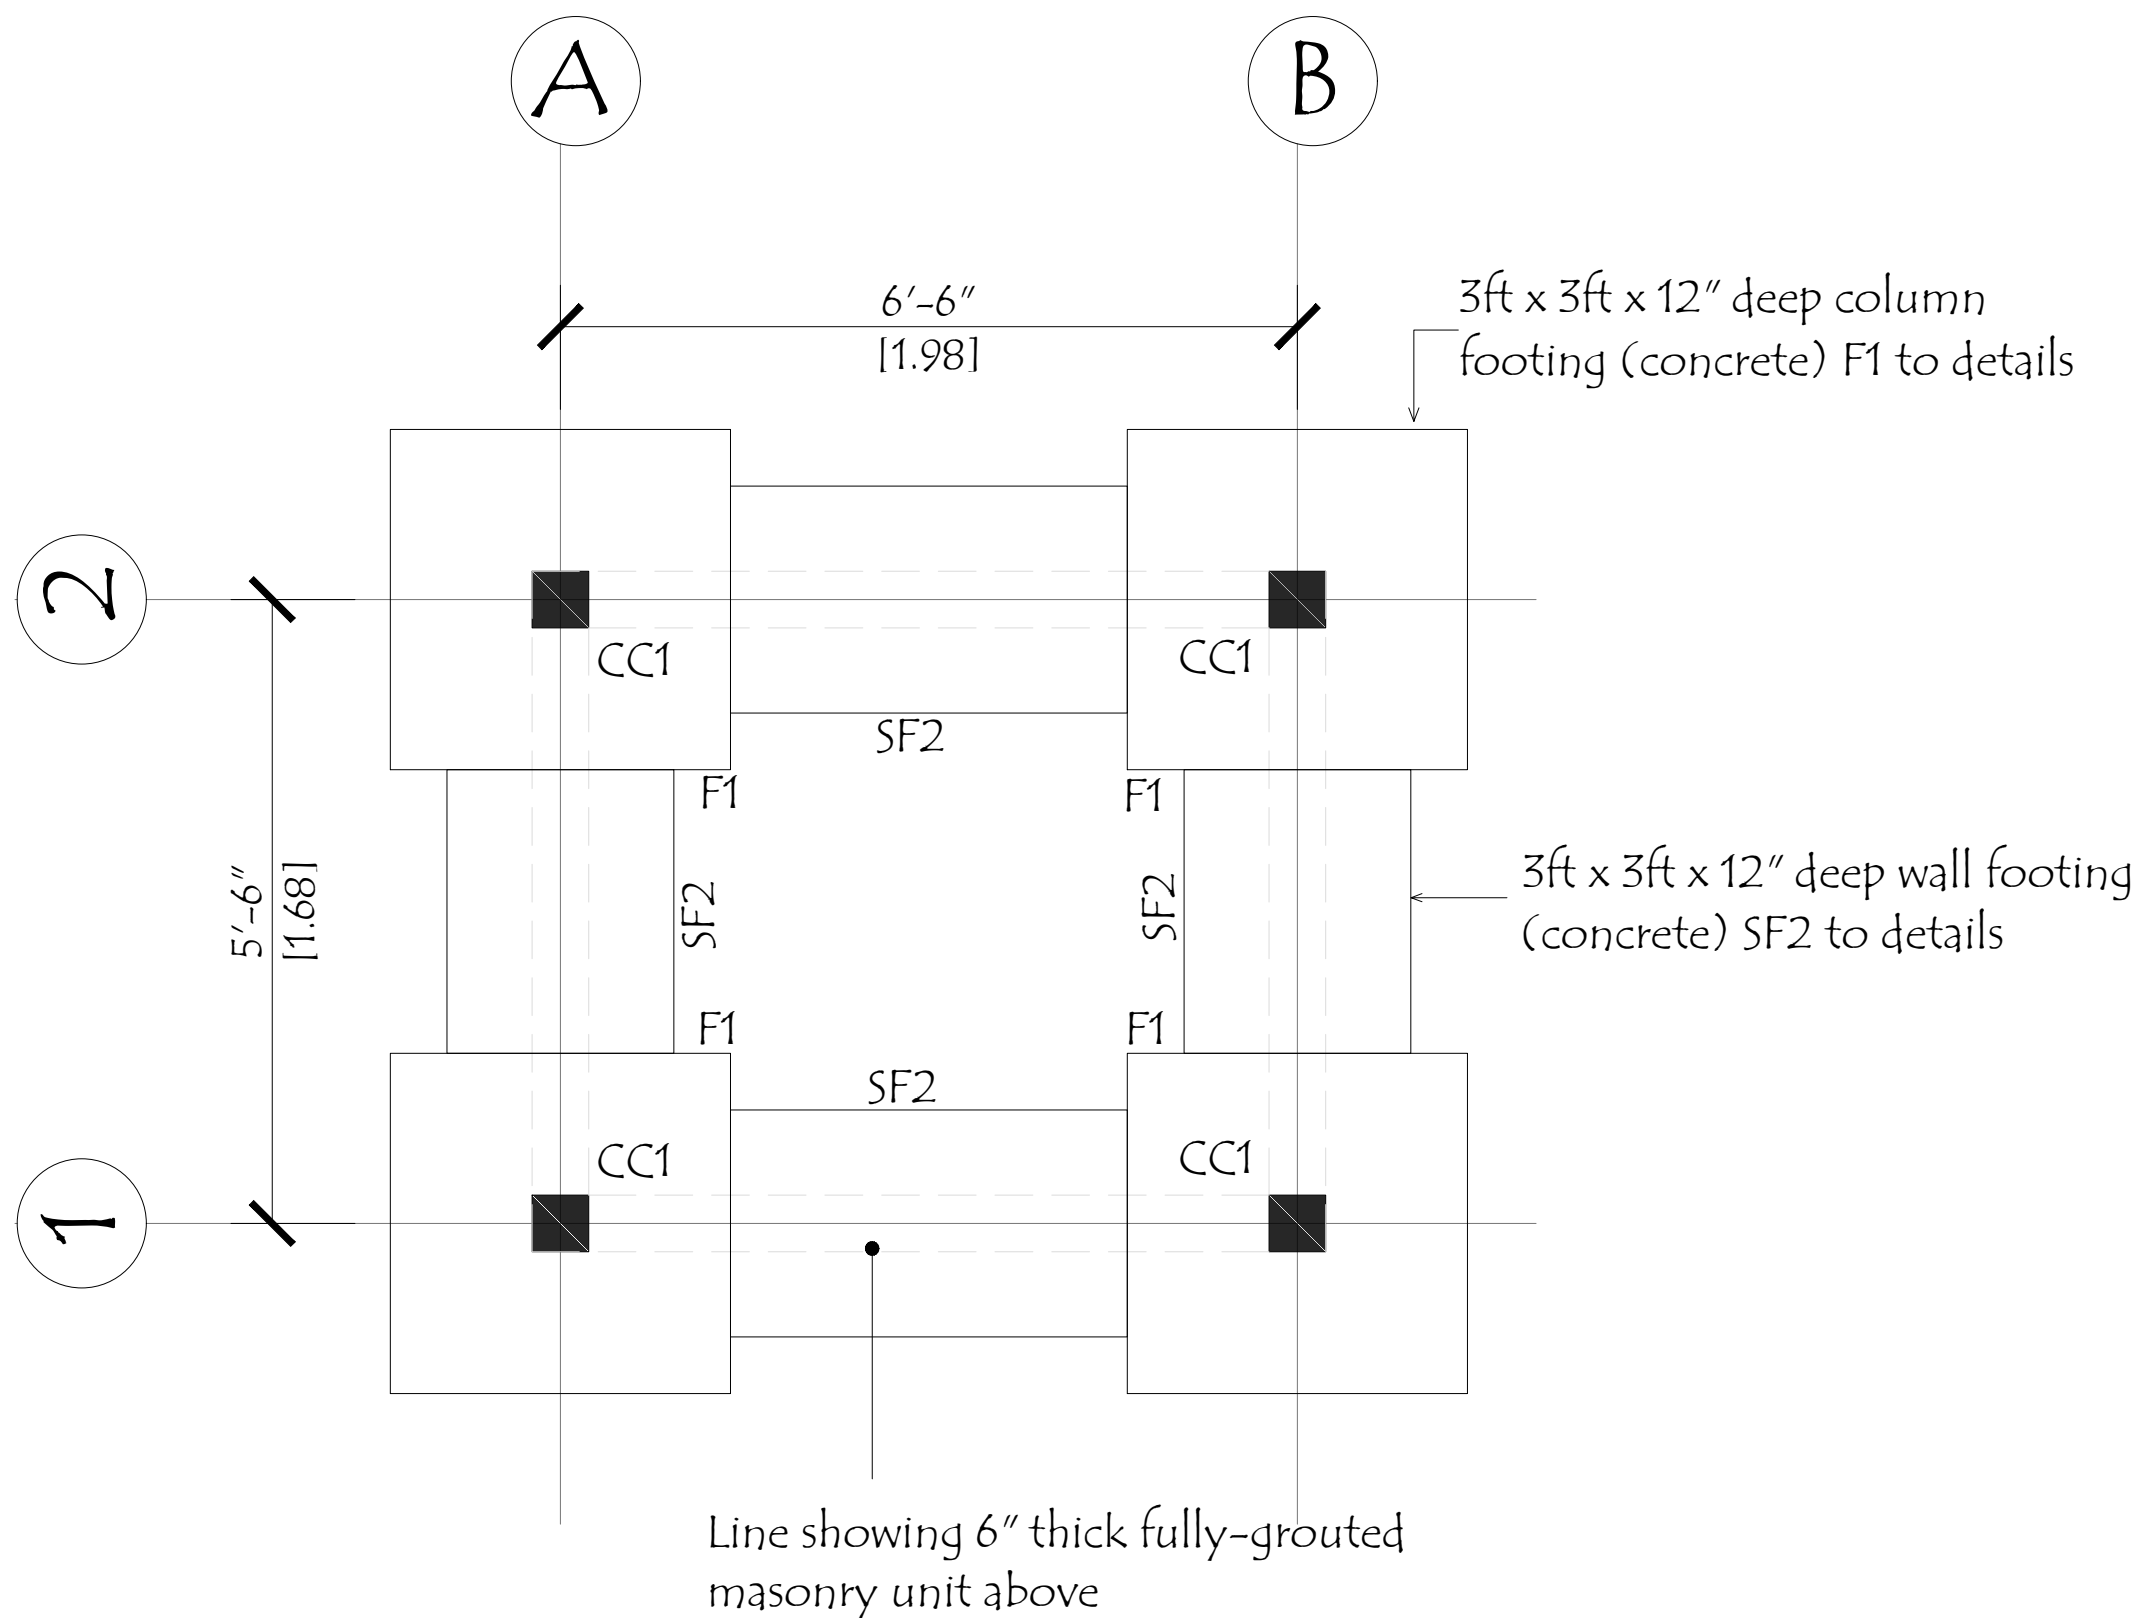 A
B
6'-6"
[1.98]
3ft x 3ft x 12" deep column
footing (concrete) F1 to details
2
CC1
CC1
SF2
F1
F1
5'-6"
[1.68]
SF2
SF2
3ft x 3ft x 12" deep wall footing
(concrete) SF2 to details
F1
F1
SF2
CC1
CC1
1
Line showing 6" thick fully-grouted
masonry unit above